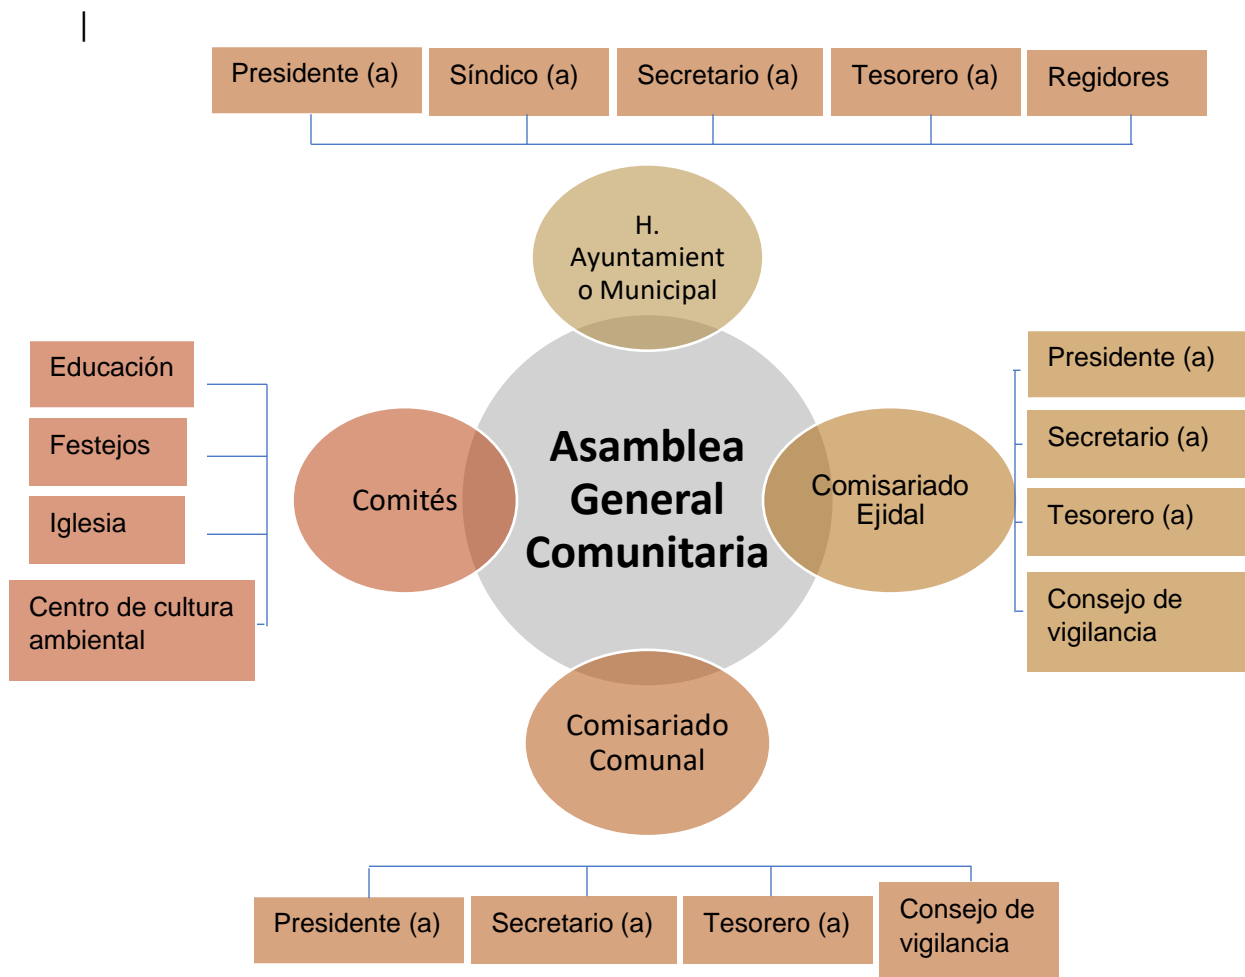 Presidente (a)
Síndico (a)
Secretario (a)
Tesorero (a)
Regidores
H.
Ayuntamient
o Municipal
Educación
Festejos
Iglesia
Centro de cultura
ambiental
Comités
Asamblea
General
Comunitaria
Comisariado
Ejidal
Presidente (a)
Secretario (a)
Tesorero (a)
Consejo de
vigilancia
Comisariado
Comunal
Presidente (a)
Secretario (a)
Tesorero (a)
Consejo de
vigilancia